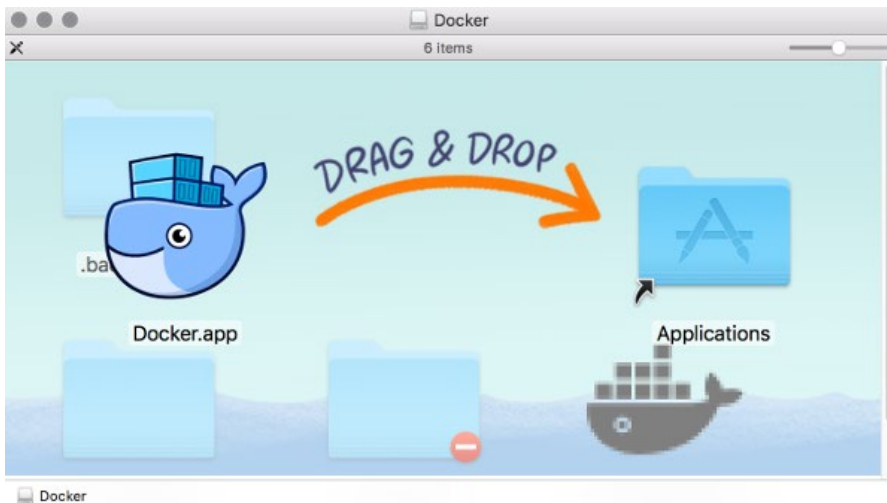 Docker
6 items
DRAG & DROP
.ba
Docker.app
Applications
Docker